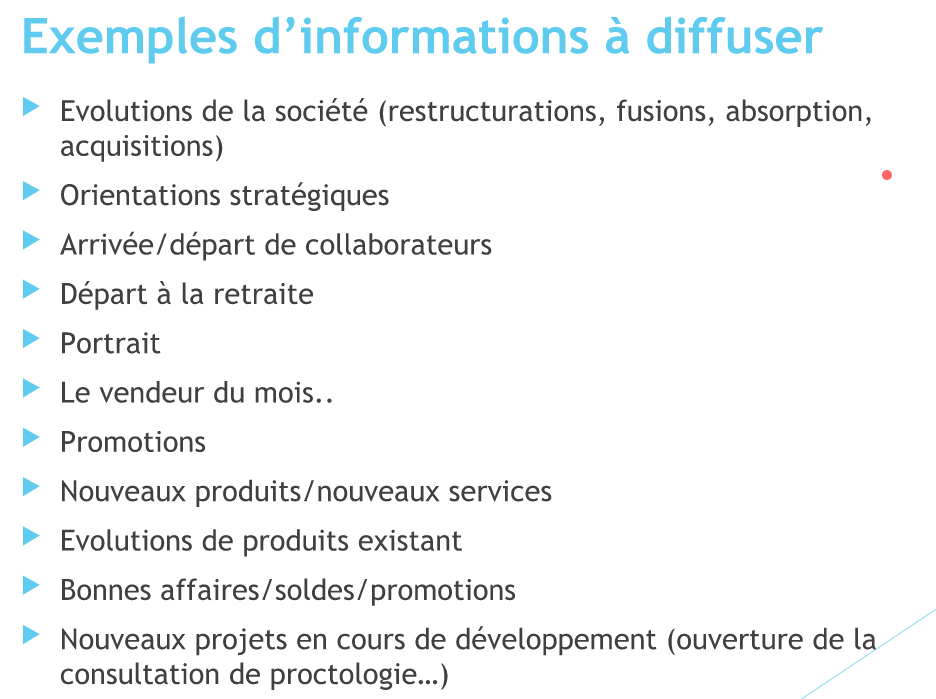 Exemples d’informations à diffuser
Evolutions de la société (restructurations, fusions, absorption,
acquisitions)
Orientations stratégiques
Arrivée/départ de collaborateurs
Départ à la retraite
Portrait
Le vendeur du mois..
Promotions
Nouveaux produits/nouveaux services
Evolutions de produits existant
Bonnes affaires/soldes/promotions
Nouveaux projets en cours de développement (ouverture de la
consultation de proctologie…)